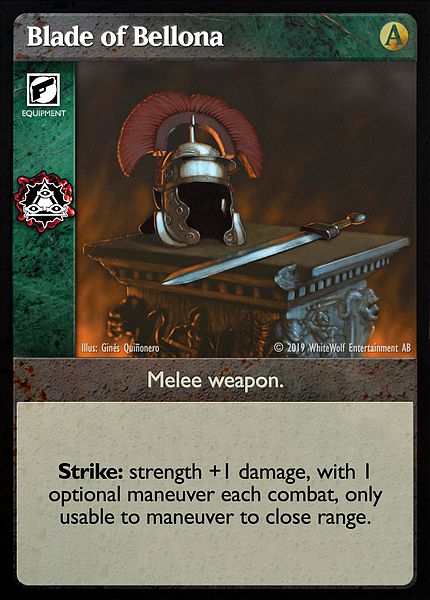 Blade of Bellona
A
EQUIPMENT
Illus: Ginés Quiñonero
© 2019 WhiteWolf Entertainment AB
Melee weapon.
Strike: strength +1 damage, with 1
optional maneuver each combat, only
usable to maneuver to close range.